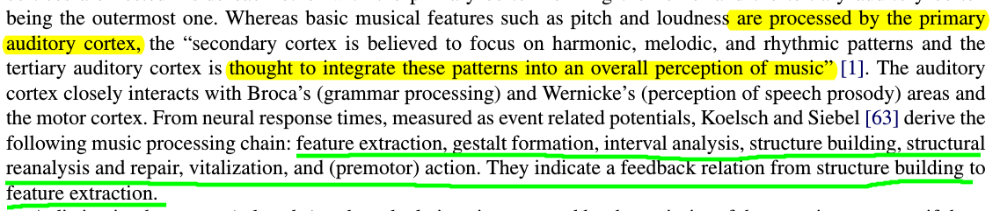 being the outermost one. Whereas basic musical features such as pitch and loudness are processed by the primary
auditory cortex, the “secondary cortex is believed to focus on harmonic, melodic, and rhythmic patterns and the
tertiary auditory cortex is thought to integrate these patterns into an overall perception of music” [1]. The auditory
cortex closely interacts with Broca’s (grammar processing) and Wernicke’s (perception of speech prosody) areas and
the motor cortex. From neural response times, measured as event related potentials, Koelsch and Siebel [63] derive the
following music processing chain: feature extraction, gestalt formation, interval analysis, structure building, structural
reanalysis and repair, vitalization, and (premotor) action. They indicate a feedback relation from structure building to
feature extraction.